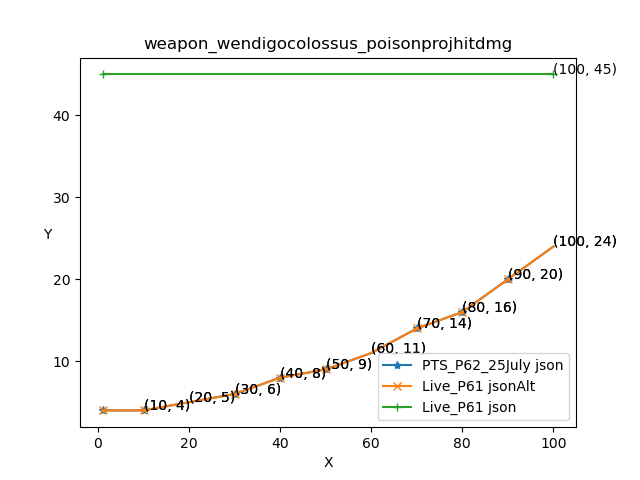 weapon_wendigocolossus_poisonprojhitdmg
(100, 45)
40
30
Y
(100, 24)
20
(90, 20)
(80, 16)
(70, 14)
(60, 11)
10
(50, 9)
(40, 8)
(30, 6)
(20, 5)
(10, 4)
PTS_P62_25July json
Live_P61 jsonAlt
Live_P61 json
0 20 40 60 80 100
X